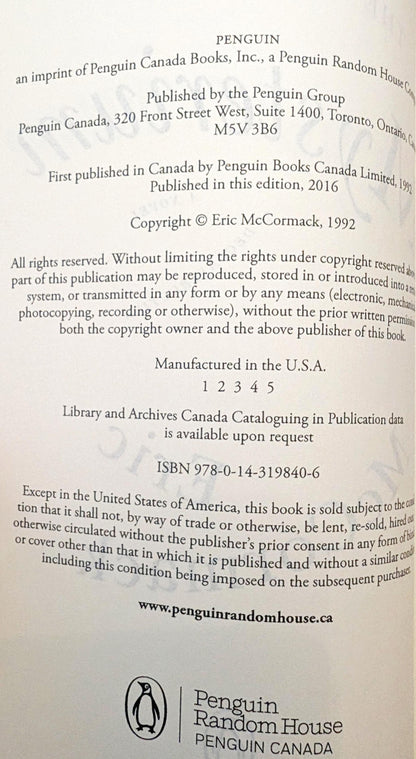 PENGUIN
an imprint of Penguin Canada Books, Inc., a Penguin Random House
Published by the Penguin Group
Penguin Canada, 320 Front Street West, Suite 1400, Toronto, Ontario,
M5V 3B6
First published in Canada by Penguin Books Canada Limited, 1992
Published in this edition, 2016
Copyright © Eric McCormack, 1992
All rights reserved. Without limiting the rights under copyright reserved
part of this publication may be reproduced, stored in or introduced into a
system, or transmitted in any form or by any means (electronic,
photocopying, recording or otherwise), without the prior written
both the copyright owner and the above publisher of this book.
Manufactured in the U.S.A.
1 2 3 4 5
Library and Archives Canada Cataloguing in Publication data
is available upon request
ISBN 978-0-14-319840-6
Except in the United States of America, this book is sold subject to the
tion that it shall not, by way of trade or otherwise, be lent, re-sold, hired
otherwise circulated without the publisher's prior consent in any form of
or cover other than that in which it is published and without a similar
including this condition being imposed on the subsequent
www.penguinrandomhouse.ca
Penguin
Random House
PENGUIN CANADA